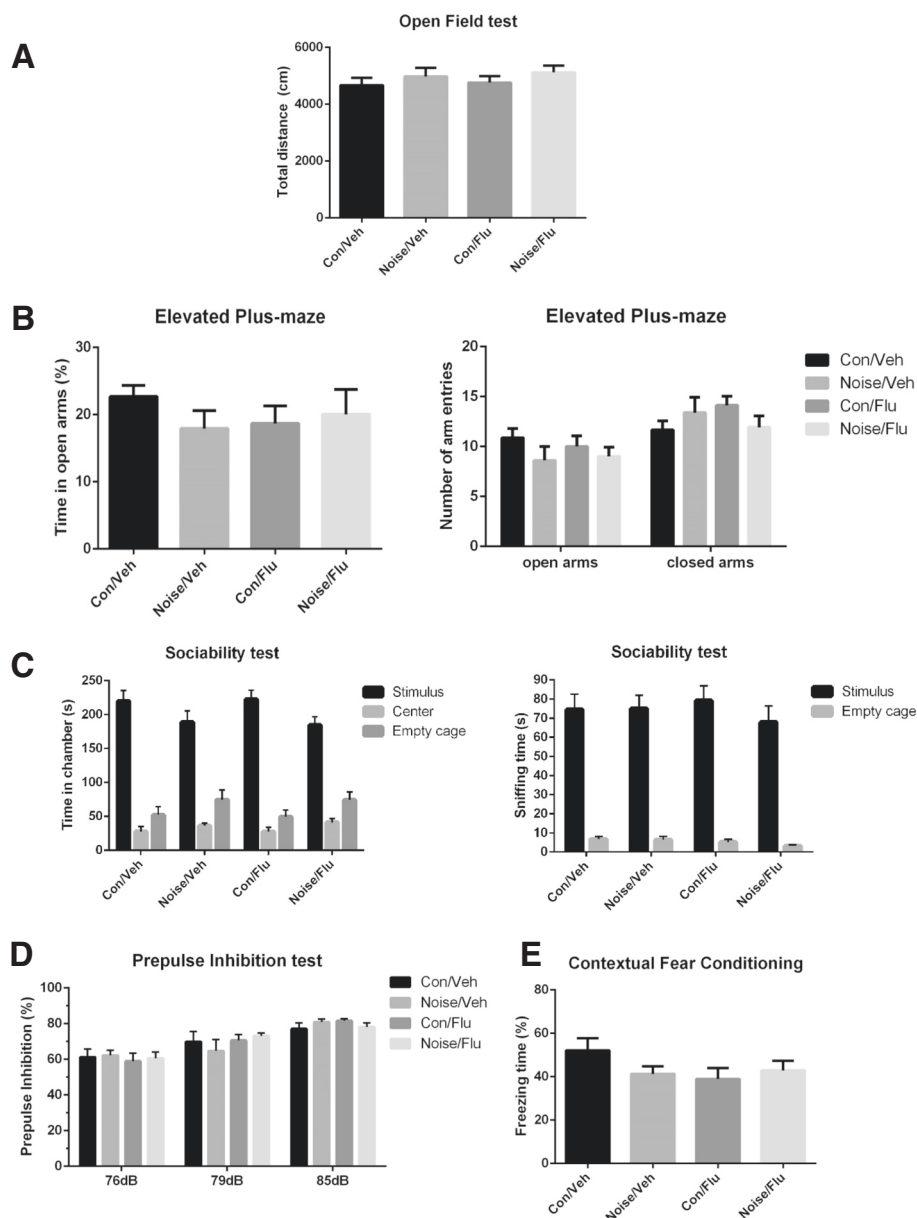 A
Open Field test
Total distance (cm)
6000
4000
2000
0
Con/Veh
Noise/Veh
Con/Flu
Noise/Flu
B
Elevated Plus-maze
Time in open arms (%)
30
20
10
0
Con/Veh
Noise/Veh
Con/Flu
Noise/Flu
Elevated Plus-maze
Number of arm entries
20
15
10
5
0
open arms
closed arms
Con/Veh
Noise/Veh
Con/Flu
Noise/Flu
C
Sociability test
Time in chamber (s)
250
200
150
100
50
0
Con/Veh
Noise/Veh
Con/Flu
Noise/Flu
Stimulus
Center
Empty cage
Sociability test
Sniffing time (s)
90
80
70
60
50
40
30
20
10
0
Con/Veh
Noise/Veh
Con/Flu
Noise/Flu
Stimulus
Empty cage
D
Prepulse Inhibition test
Prepulse Inhibition (%)
100
80
60
40
20
0
76dB
79dB
85dB
Con/Veh
Noise/Veh
Con/Flu
Noise/Flu
E
Contextual Fear Conditioning
Freezing time (%)
80
60
40
20
0
Con/Veh
Noise/Veh
Con/Flu
Noise/Flu